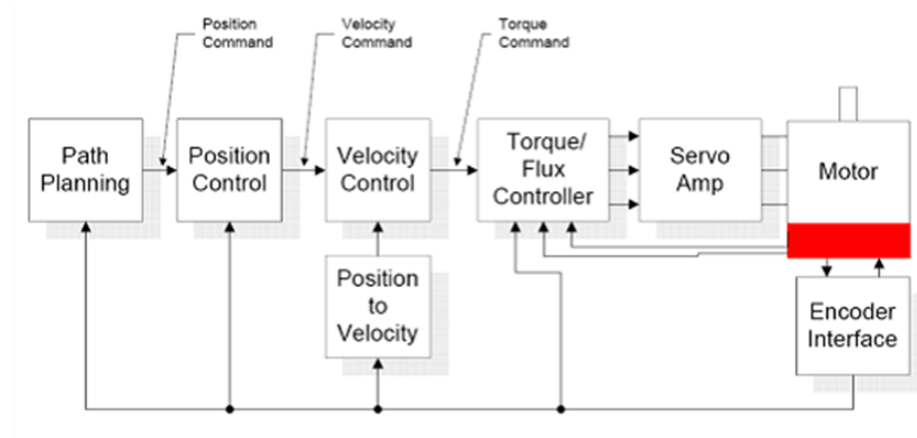 Position
Command
Velocity
Command
Torque
Command
Path
Planning
Position
Control
Velocity
Control
Torque/
Flux
Controller
Servo
Amp
Motor
Position
to
Velocity
Encoder
Interface